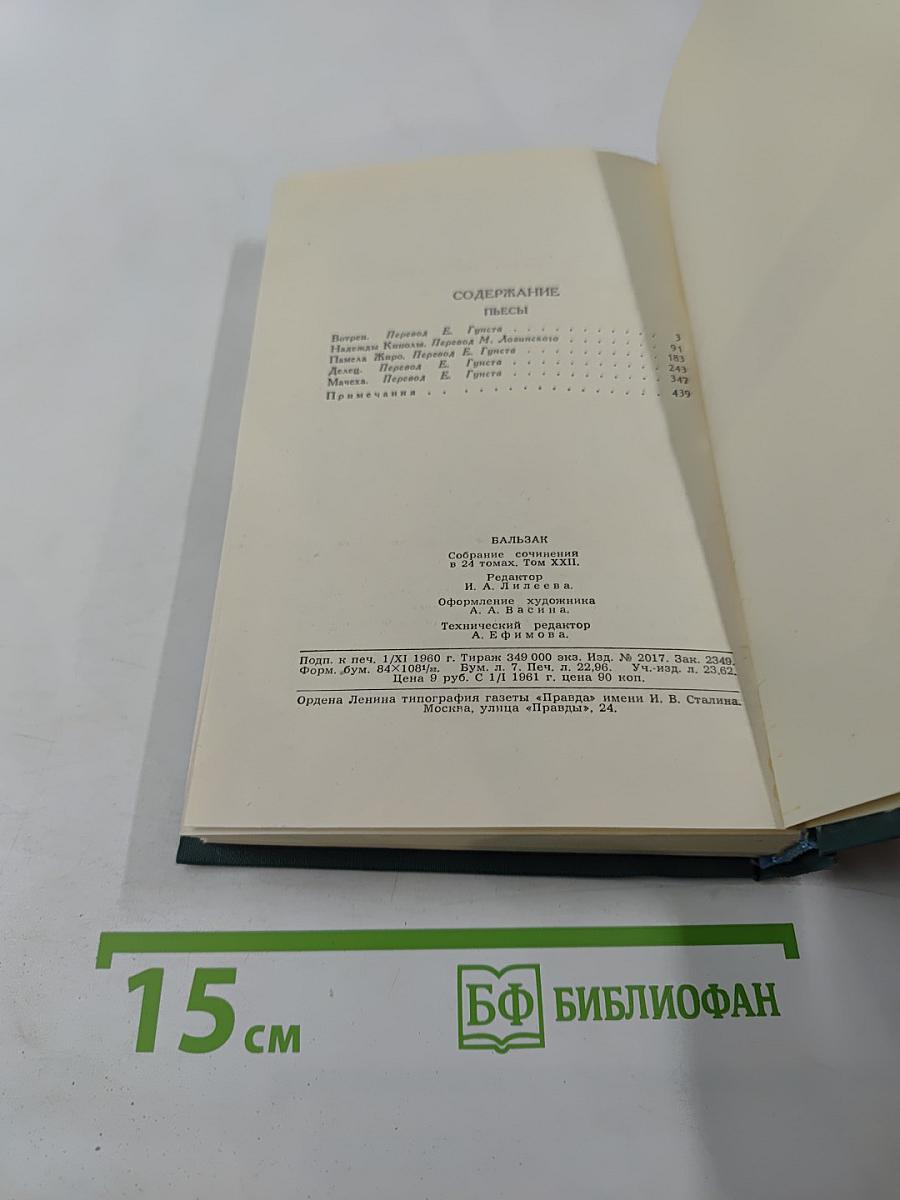 СОДЕРЖАНИЕ
ПЬЕСЫ
Вотрен. Перевод Е. Гунста . . . . . . . . . 3
Надежды Кинолы. Перевод М. Лозинского . . . . . . 91
Памела Жиро. Перевод Е. Гунста . . . . . . . . 183
Делец. Перевод Е. Гунста . . . . . . . . . 243
Мачеха. Перевод Е. Гунста . . . . . . . . . 342
Примечания . . . . . . . . . . . . . 439
БАЛЬЗАК
Собрание сочинений
в 24 томах. Том XXII.
Редактор
И. А. Лилеева.
Оформление художника
А. А. Васина.
Технический редактор
А. Ефимова.
Подп. к печ. 1/XI 1960 г. Тираж 349 000 экз. Изд. № 2017. Зак. 2349.
Форм. бум. 84×108¹/₃₂. Бум. л. 7. Печ. л. 22,96. Уч.-изд. л. 23,62.
Цена 9 руб. С 1/I 1961 г. цена 90 коп.
Ордена Ленина типография газеты «Правда» имени И. В. Сталина.
Москва, улица «Правды», 24.
15 см
БФ БИБЛИОФАН